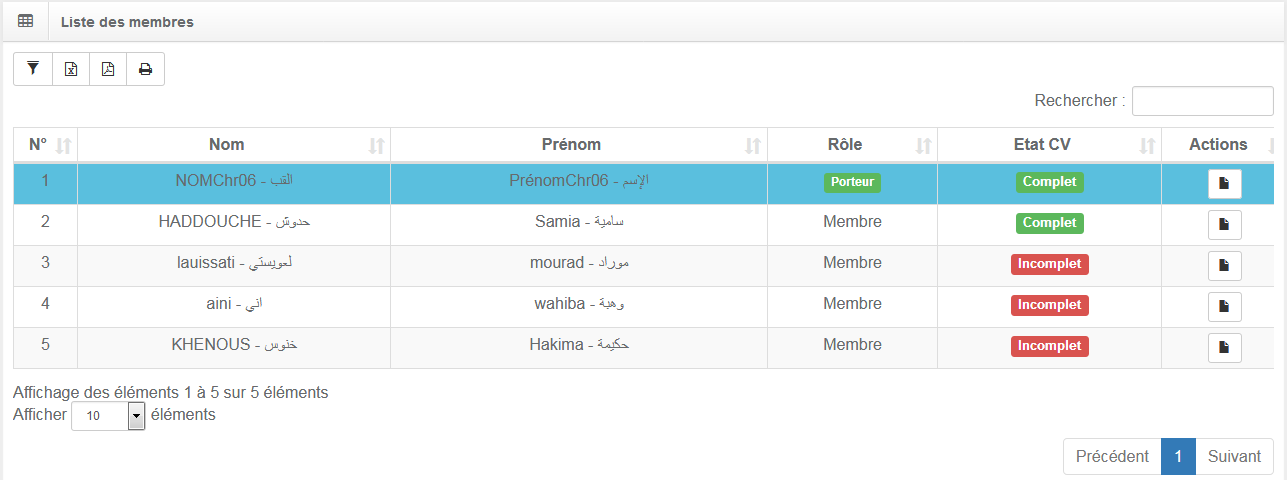 Liste des membres
Rechercher :
N° Nom Prénom Rôle Etat CV Actions
1 NOMChr06 - القب PrénomChr06 - الإسم Porteur Complet
2 HADDOUCHE - حدوش Samia - سامية Membre Complet
3 lauissati - لعويستي mourad - موراد Membre Incomplet
4 aini - اني wahiba - وهبة Membre Incomplet
5 KHENOUS - خنوس Hakima - حكيمة Membre Incomplet
Affichage des éléments 1 à 5 sur 5 éléments
Afficher 10 éléments
Précédent 1 Suivant